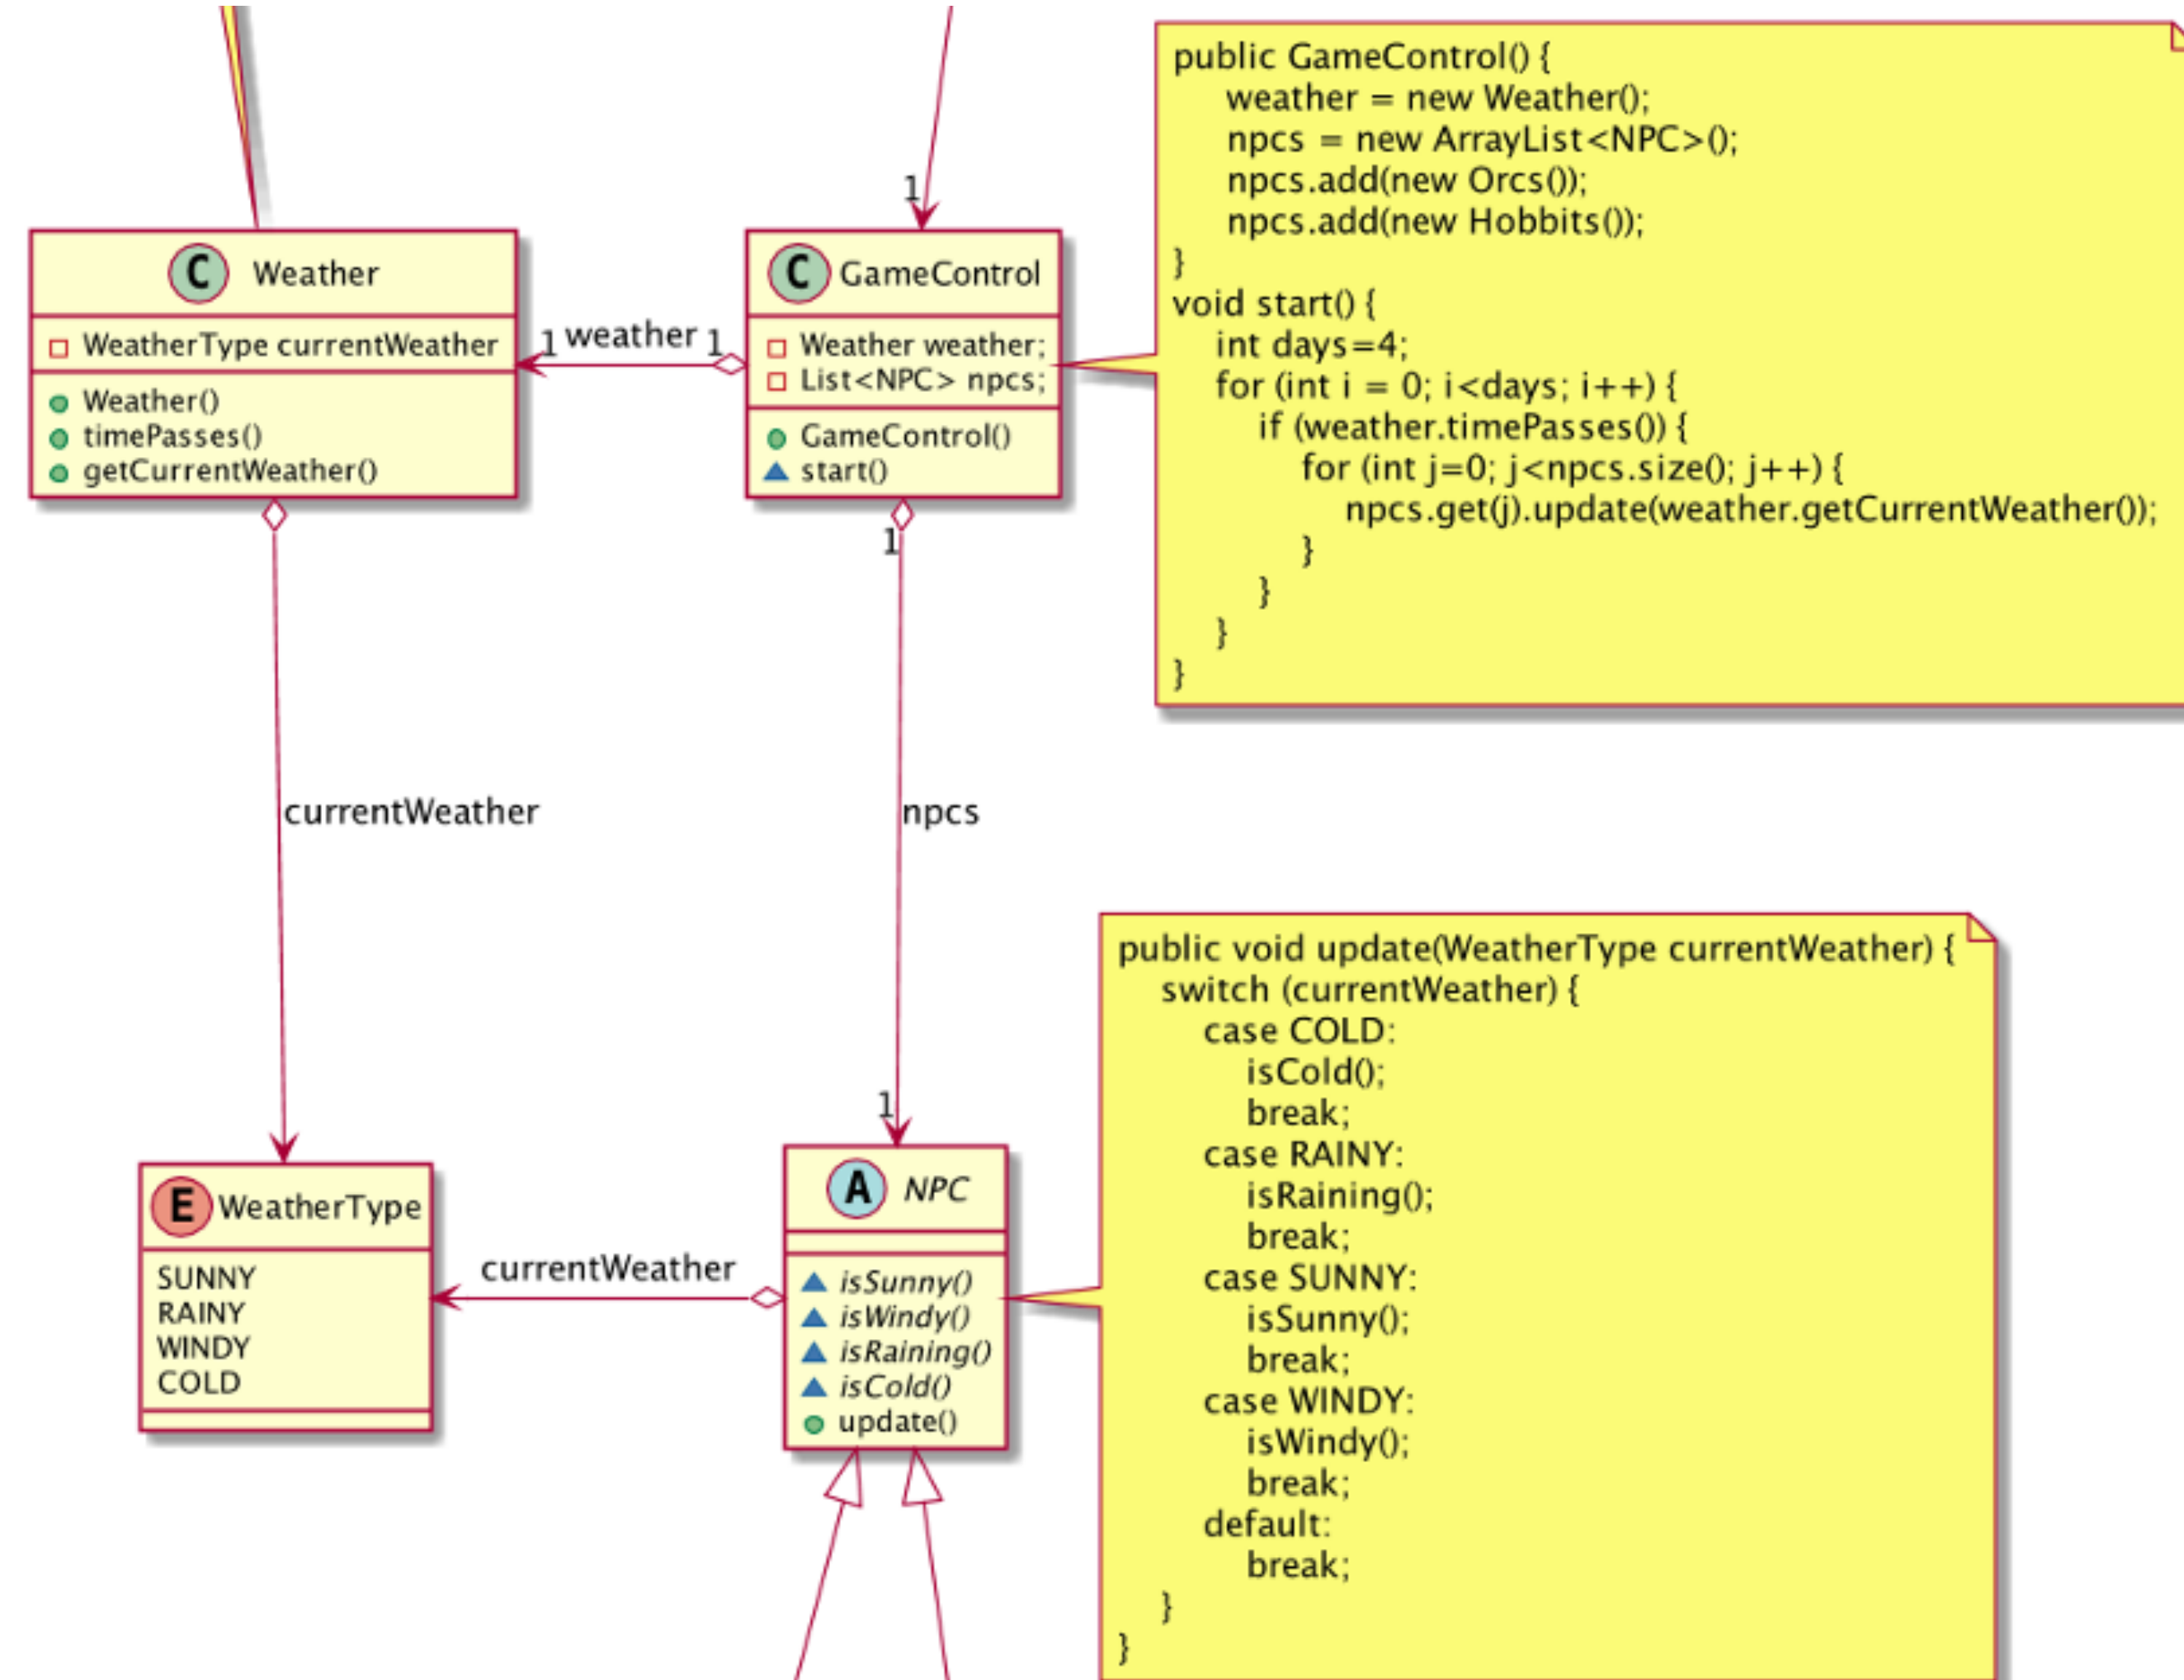 public GameControl() {
weather = new Weather();
npcs = new ArrayList<NPC>();
npcs.add(new Orcs());
npcs.add(new Hobbits());
}
void start() {
int days=4;
for (int i = 0; i<days; i++) {
if (weather.timePasses()) {
for (int j=0; j<npcs.size(); j++) {
npcs.get(j).update(weather.getCurrentWeather());
}
}
}
}
1
C Weather
WeatherType currentWeather
Weather()
timePasses()
getCurrentWeather()
1 weather 1
C GameControl
Weather weather;
List<NPC> npcs;
GameControl()
start()
1
currentWeather
npcs
1
E WeatherType
SUNNY
RAINY
WINDY
COLD
currentWeather
A NPC
isSunny()
isWindy()
isRaining()
isCold()
update()
public void update(WeatherType currentWeather) {
switch (currentWeather) {
case COLD:
isCold();
break;
case RAINY:
isRaining();
break;
case SUNNY:
isSunny();
break;
case WINDY:
isWindy();
break;
default:
break;
}
}